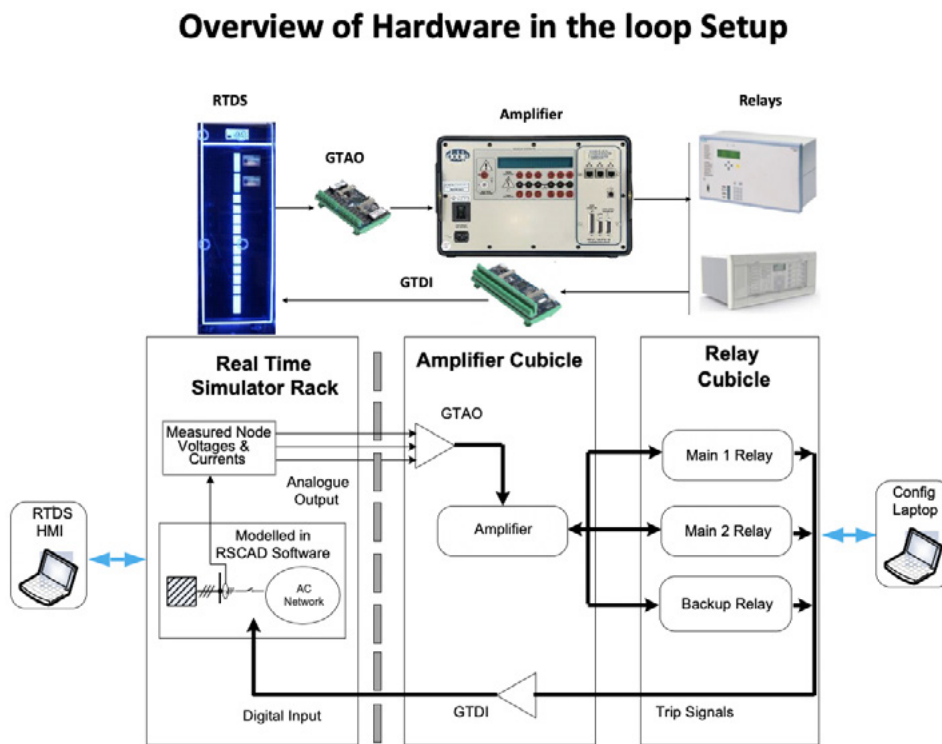 Overview of Hardware in the loop Setup
RTDS
Amplifier
Relays
GTAO
GTDI
Real Time
Simulator Rack
Amplifier Cubicle
Relay
Cubicle
GTAO
Measured Node
Voltages &
Currents
Analogue
Output
Main 1 Relay
RTDS
HMI
Modelled in
RSCAD Software
AC
Network
Amplifier
Main 2 Relay
Config
Laptop
Backup Relay
Digital Input
GTDI
Trip Signals